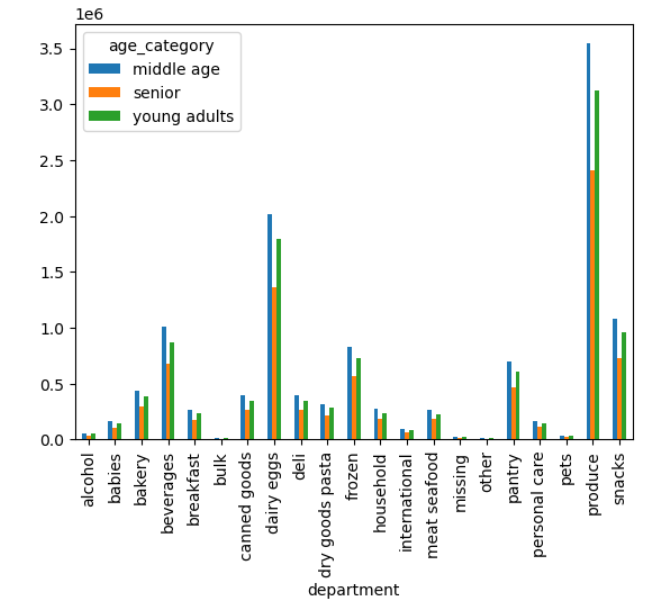 1e6
age_category
middle age
senior
young adults
3.5
3.0
2.5
2.0
1.5
1.0
0.5
0.0
alcohol
babies
bakery
beverages
breakfast
bulk
canned goods
dairy eggs
deli
dry goods pasta
frozen
household
international
meat seafood
missing
other
pantry
personal care
pets
produce
snacks
department